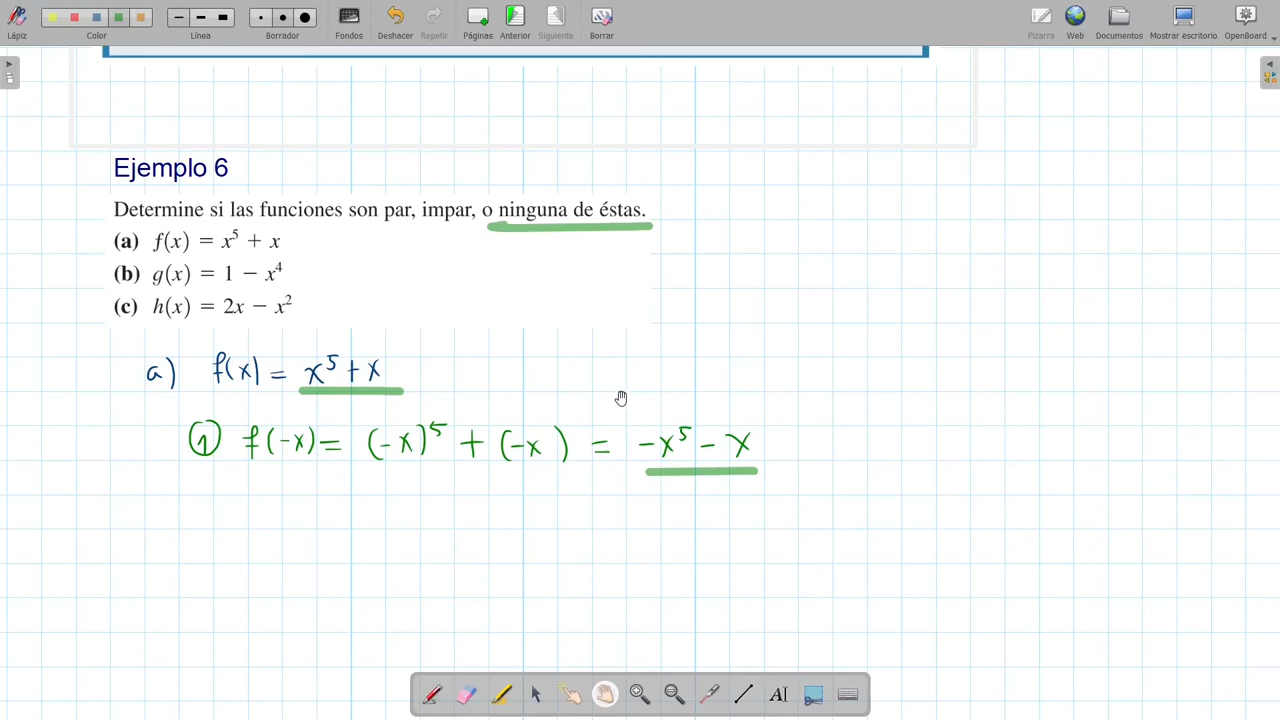 Lápiz Color Línea Borrador Fondos Deshacer Repetir Páginas Anterior Siguiente Borrar Pizarra Web Documentos Mostrar escritorio OpenBoard
Ejemplo 6
Determine si las funciones son par, impar, o ninguna de éstas.
(a) f(x) = x⁵ + x
(b) g(x) = 1 − x⁴
(c) h(x) = 2x − x²
a) f(x) = x⁵ + x
① f(-x) = (-x)⁵ + (-x) = -x⁵ - x